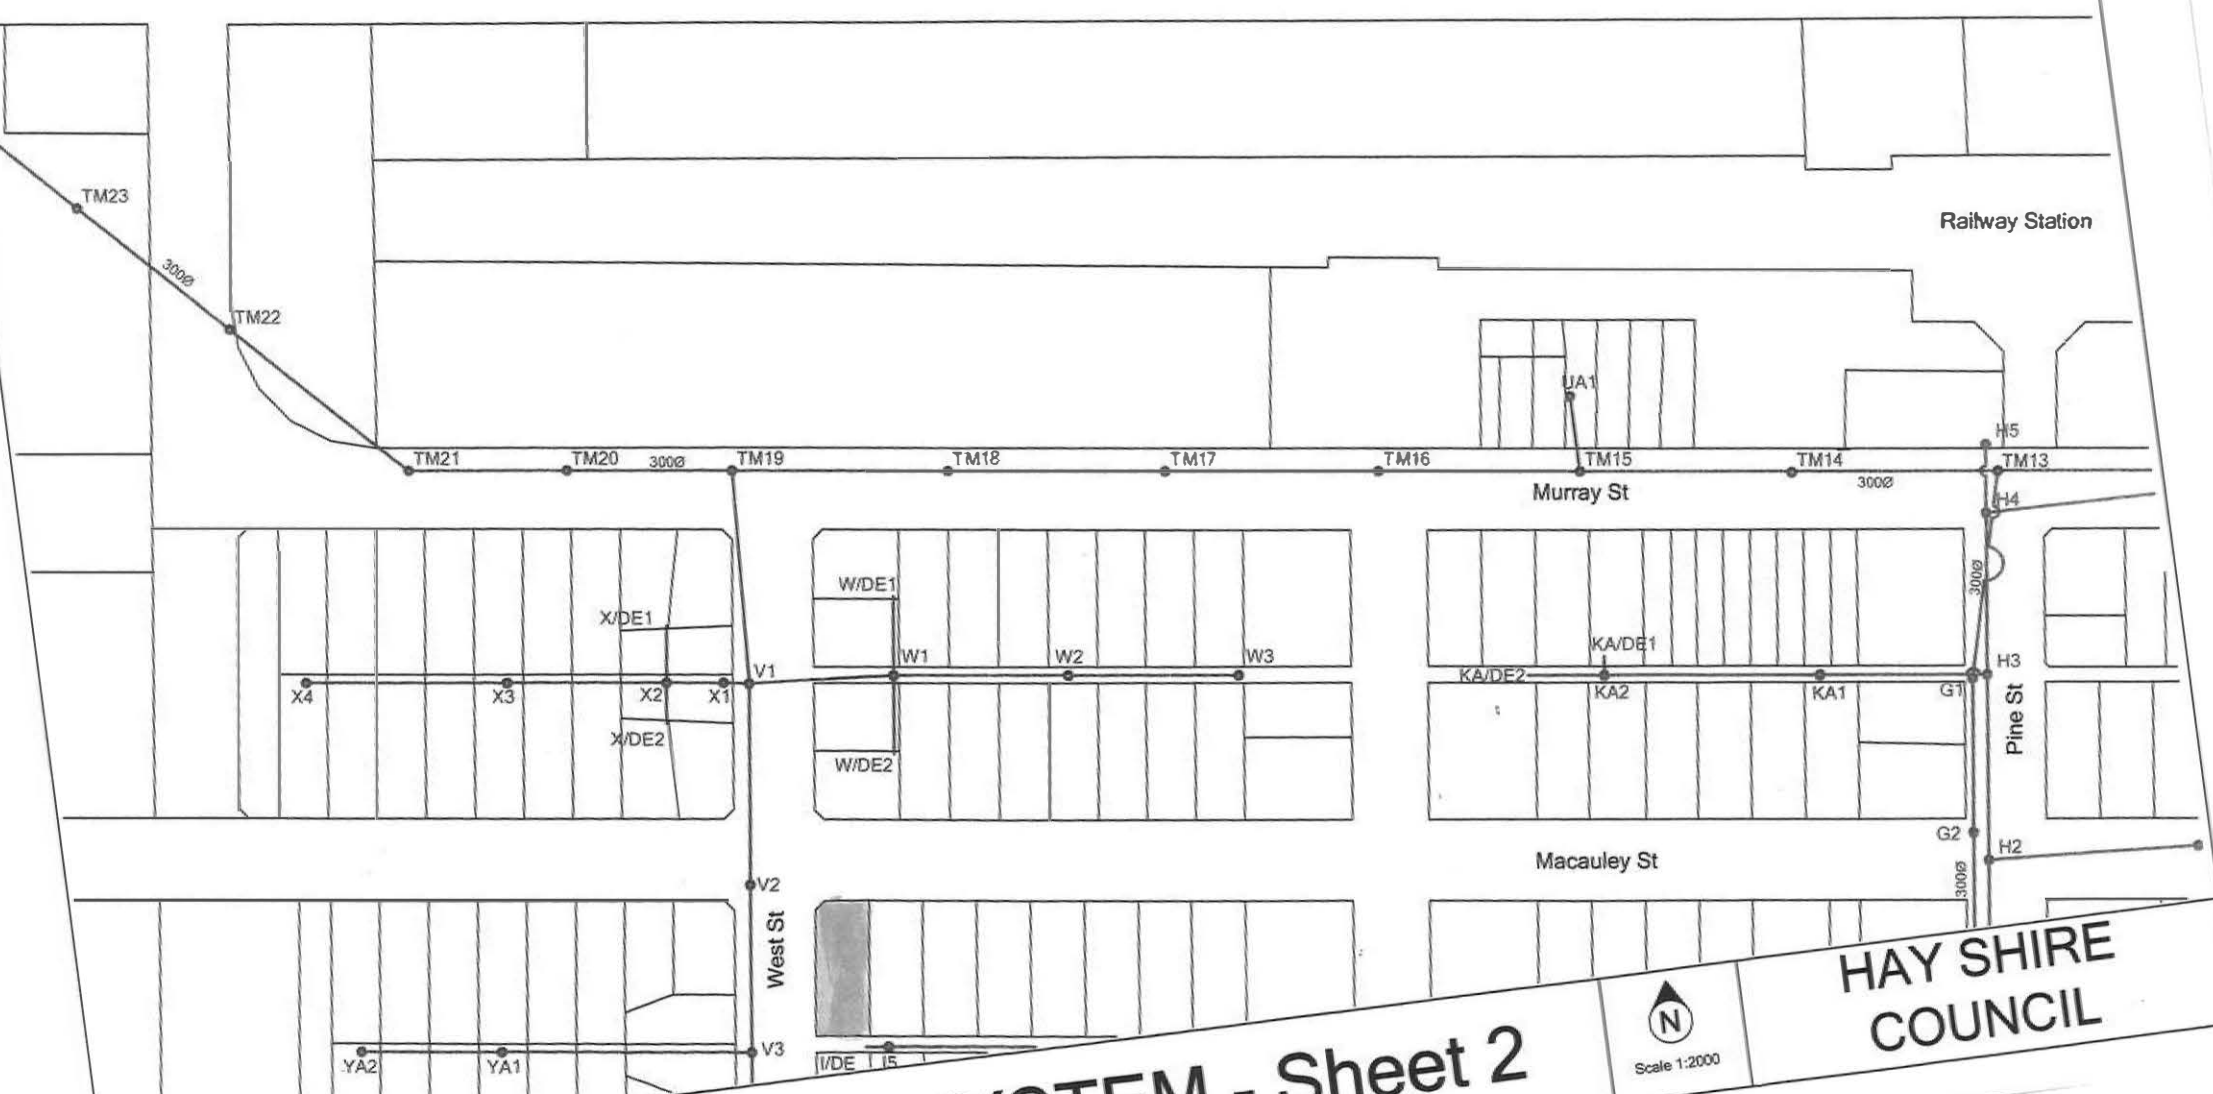 Railway Station
TM23
300Ø
TM22
UA1
H5
TM21
TM20
300Ø
TM19
TM18
TM17
TM16
TM15
TM14
TM13
300Ø
Murray St
H4
W/DE1
300Ø
X/DE1
KA/DE1
W1
W2
W3
H3
V1
KA/DE2
X4
X3
X2
X1
KA2
KA1
G1
Pine St
X/DE2
W/DE2
G2
H2
Macauley St
300Ø
V2
West St
HAY SHIRE
COUNCIL
N
Scale 1:2000
V3
YA2
YA1
I/DE
I5
YSTEM - Sheet 2